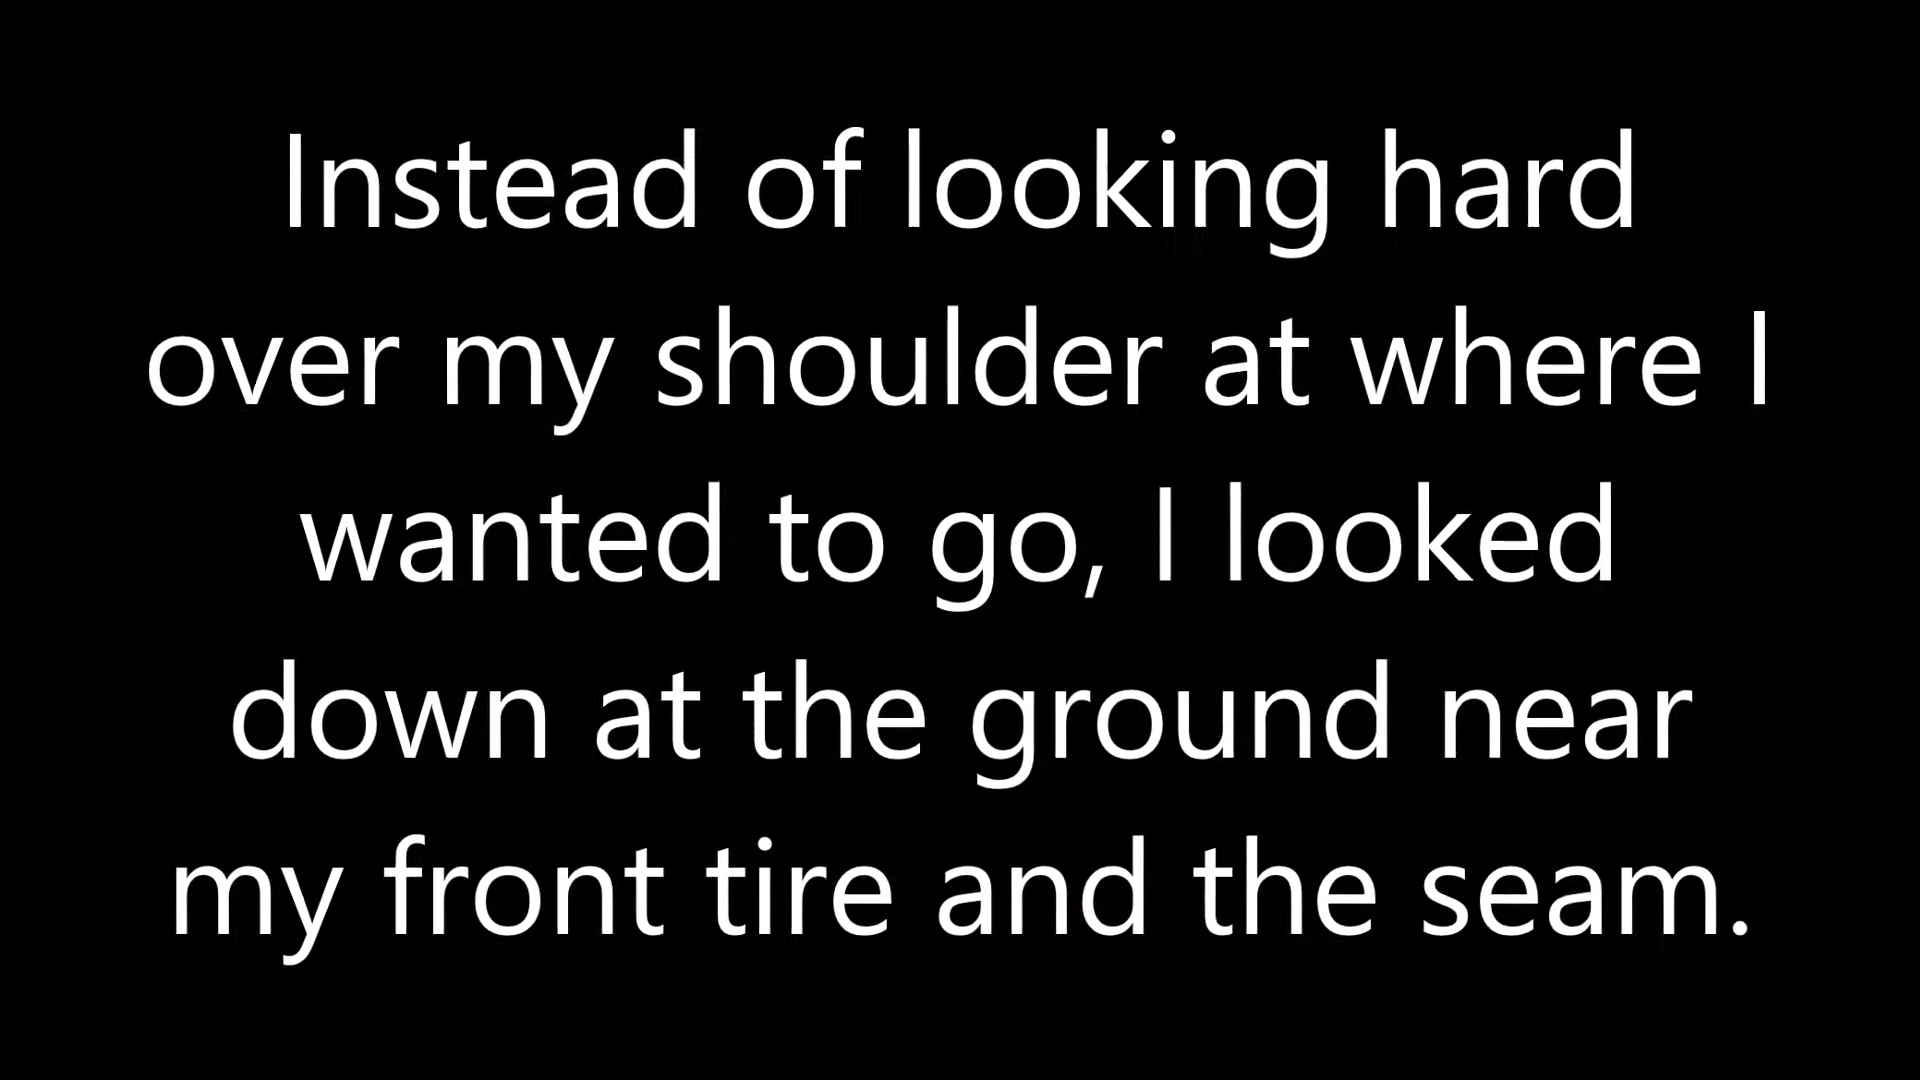 Instead of looking hard
over my shoulder at where I
wanted to go, I looked
down at the ground near
my front tire and the seam.